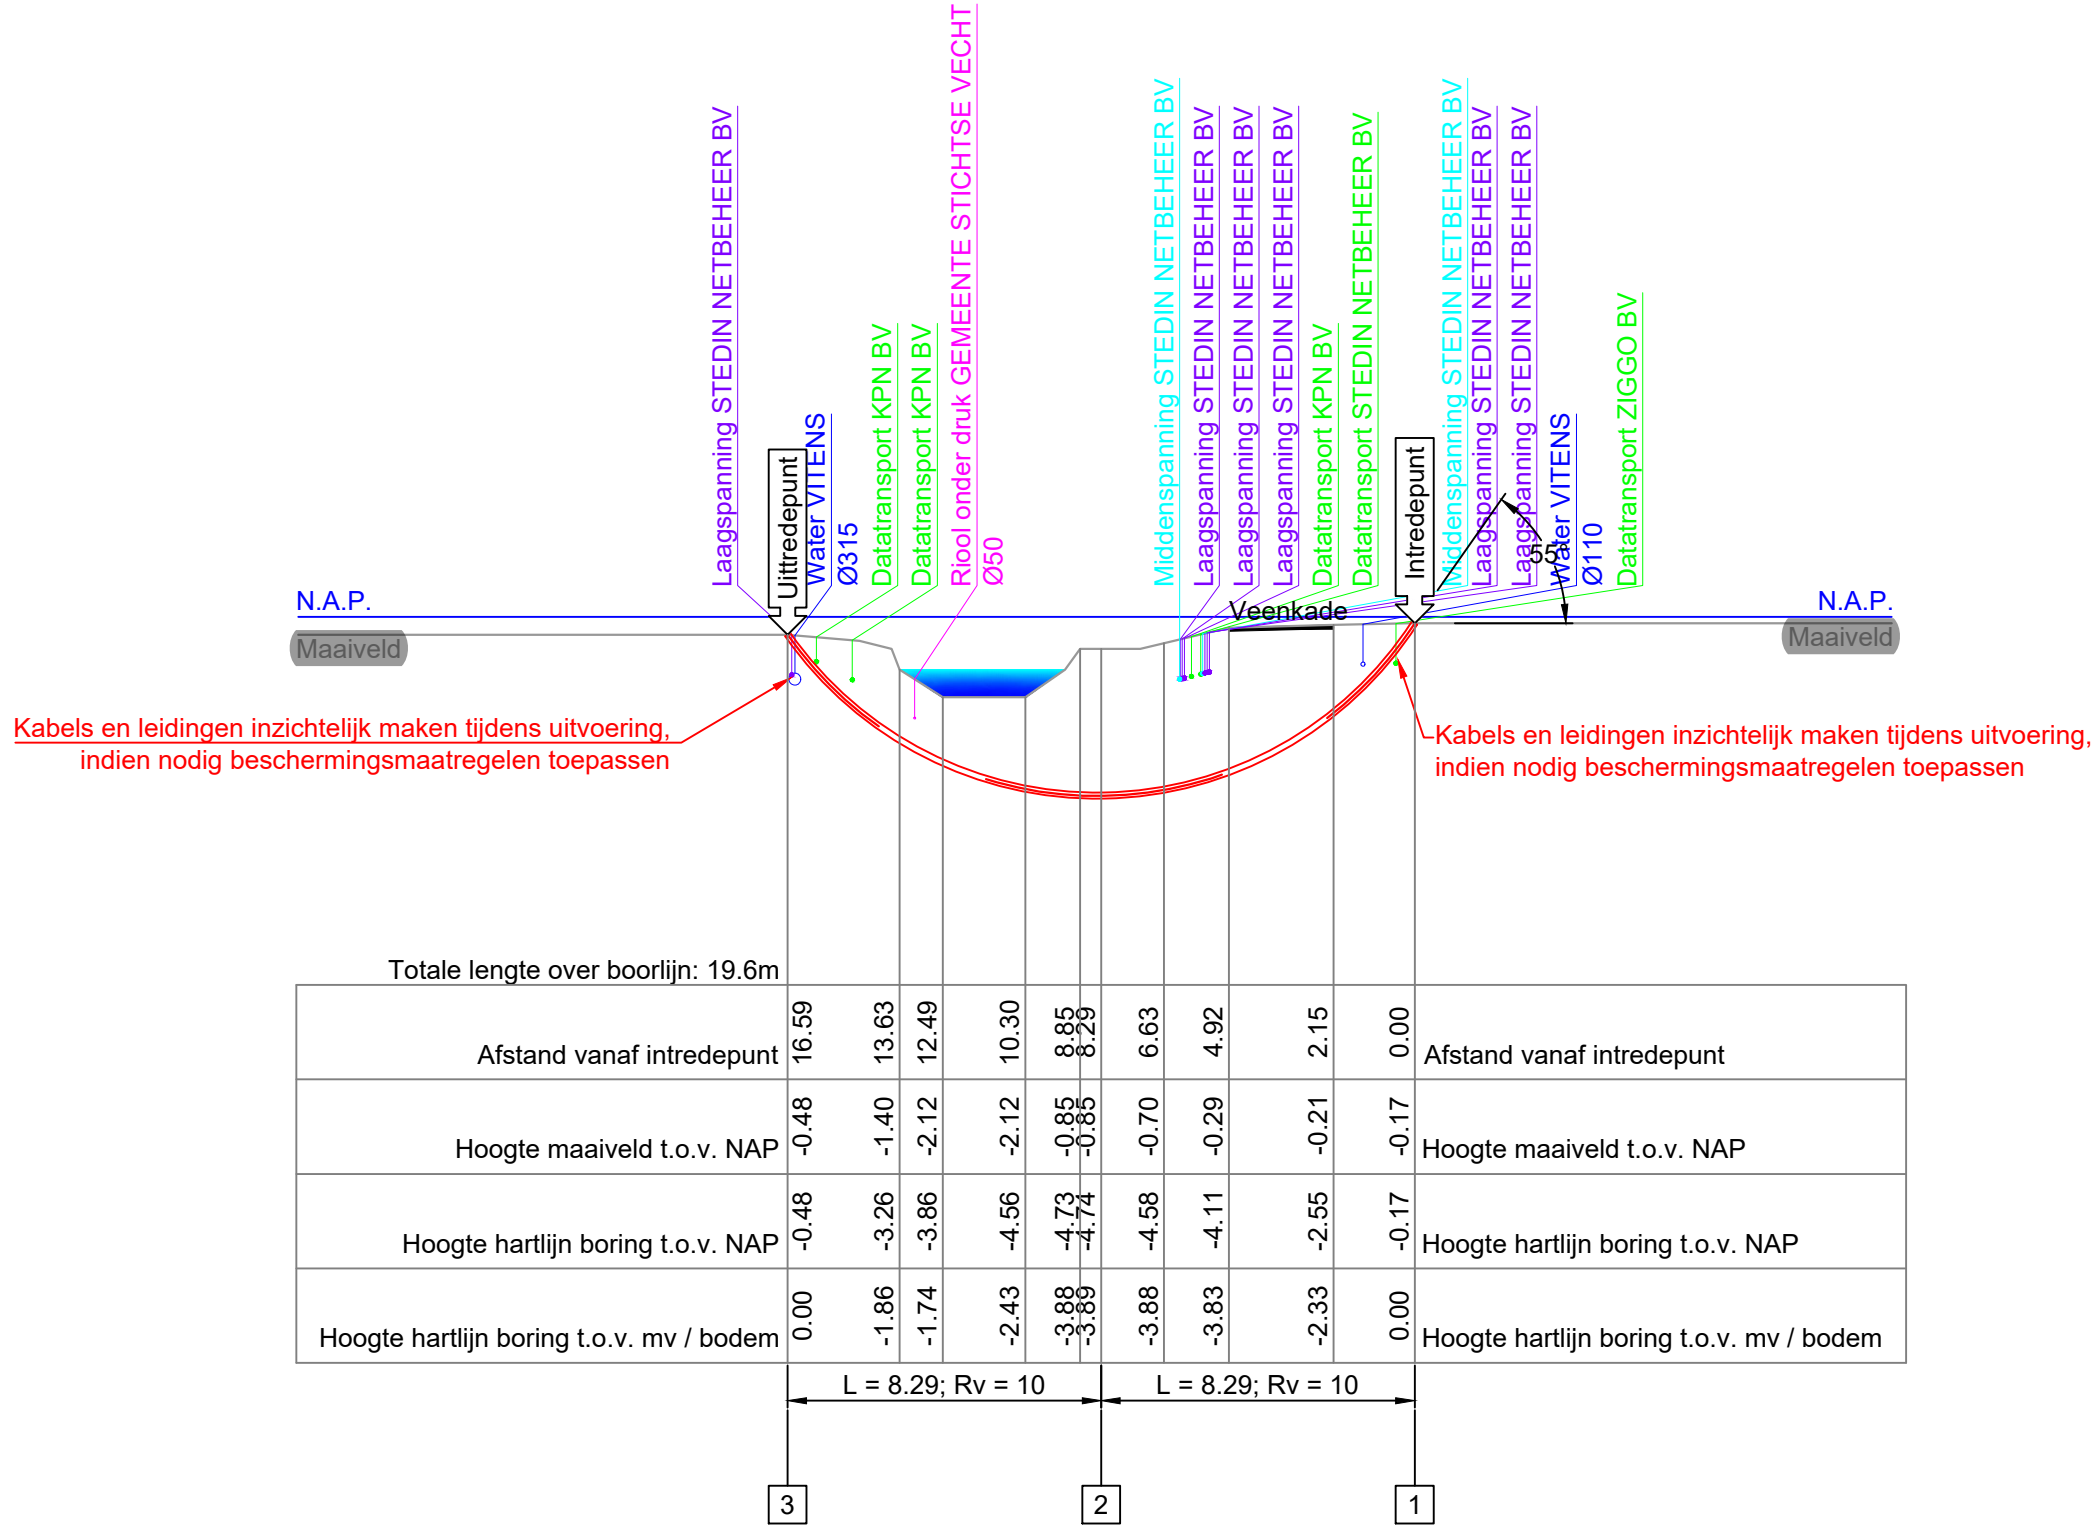 Laagspanning STEDIN NETBEHEER BV
Uittredepunt
Water VITENS
Ø315
Datatransport KPN BV
Datatransport KPN BV
Riool onder druk GEMEENTE STICHTSE VECHT
Ø50
Middenspanning STEDIN NETBEHEER BV
Laagspanning STEDIN NETBEHEER BV
Laagspanning STEDIN NETBEHEER BV
Laagspanning STEDIN NETBEHEER BV
Datatransport KPN BV
Datatransport STEDIN NETBEHEER BV
Intredepunt
Middenspanning STEDIN NETBEHEER BV
Laagspanning STEDIN NETBEHEER BV
Laagspanning STEDIN NETBEHEER BV
Water VITENS
Ø110
Datatransport ZIGGO BV
55°
N.A.P.
Veenkade
N.A.P.
Maaiveld
Maaiveld
Kabels en leidingen inzichtelijk maken tijdens uitvoering,
indien nodig beschermingsmaatregelen toepassen
Kabels en leidingen inzichtelijk maken tijdens uitvoering,
indien nodig beschermingsmaatregelen toepassen
Totale lengte over boorlijn: 19.6m
Afstand vanaf intredepunt 16.59 13.63 12.49 10.30 8.85 8.29 6.63 4.92 2.15 0.00 Afstand vanaf intredepunt
Hoogte maaiveld t.o.v. NAP -0.48 -1.40 -2.12 -2.12 -0.85 -0.85 -0.70 -0.29 -0.21 -0.17 Hoogte maaiveld t.o.v. NAP
Hoogte hartlijn boring t.o.v. NAP -0.48 -3.26 -3.86 -4.56 -4.73 -4.74 -4.58 -4.11 -2.55 -0.17 Hoogte hartlijn boring t.o.v. NAP
Hoogte hartlijn boring t.o.v. mv / bodem 0.00 -1.86 -1.74 -2.43 -3.88 -3.89 -3.88 -3.83 -2.33 0.00 Hoogte hartlijn boring t.o.v. mv / bodem
L = 8.29; Rv = 10
L = 8.29; Rv = 10
3
2
1